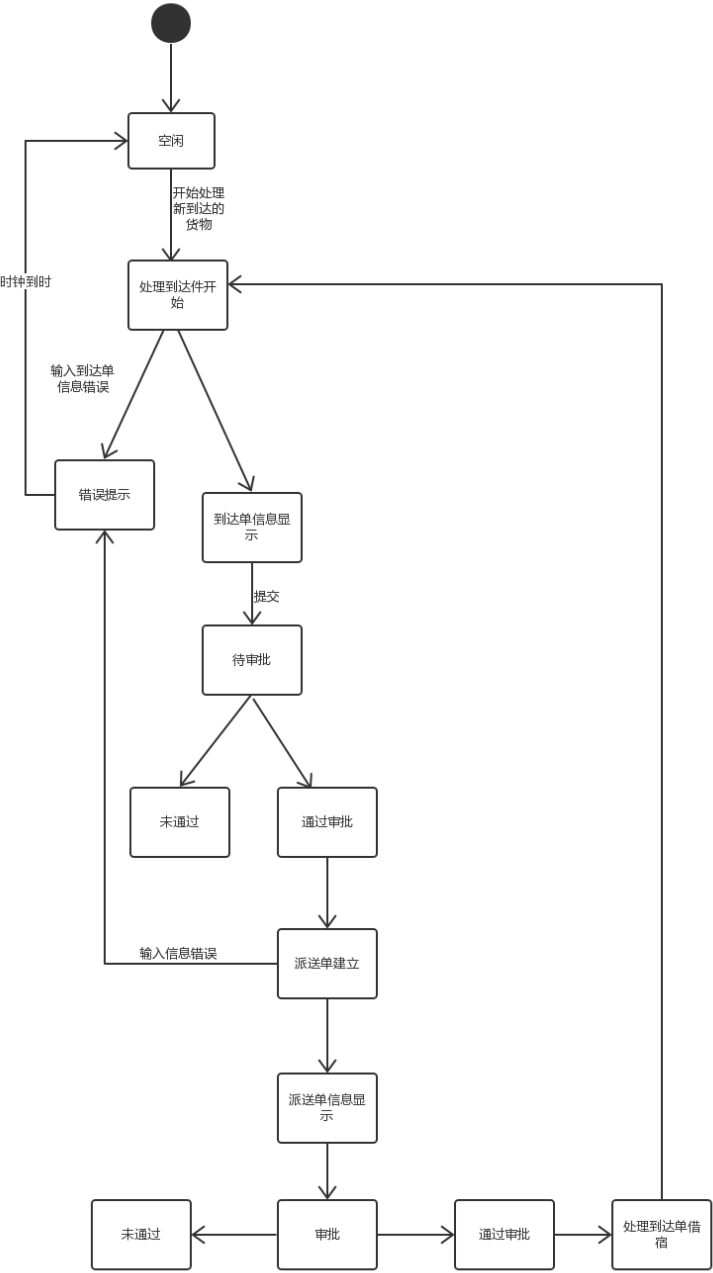 空闲
开始处理
新到达的
货物
时钟到时
处理到达件开
始
输入到达单
信息错误
错误提示
到达单信息显
示
提交
待审批
未通过
通过审批
输入信息错误
派送单建立
派送单信息显
示
未通过
审批
通过审批
处理到达单借
宿